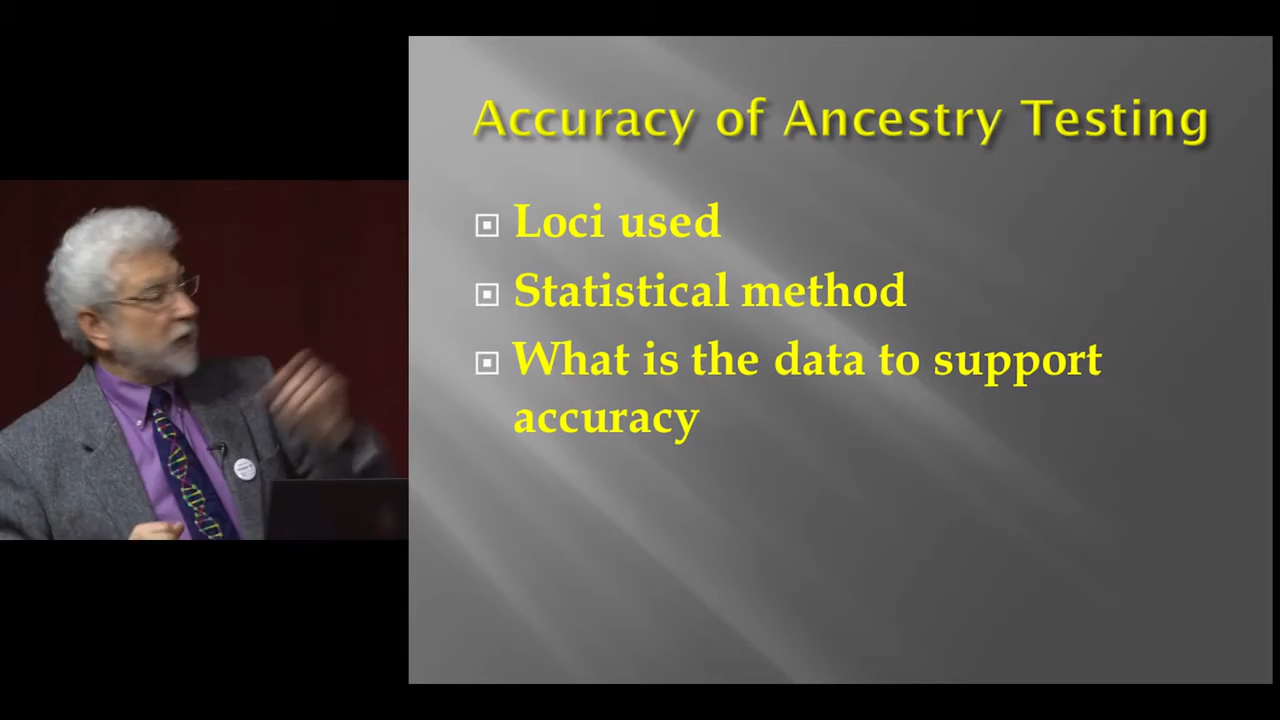 Accuracy of Ancestry Testing
Loci used
Statistical method
What is the data to support
accuracy